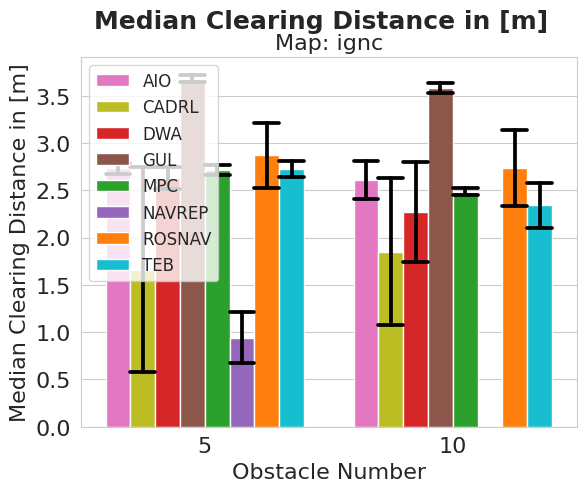 Median Clearing Distance in [m]
Map: ignc
Median Clearing Distance in [m]
3.5
3.0
2.5
2.0
1.5
1.0
0.5
0.0
AIO
CADRL
DWA
GUL
MPC
NAVREP
ROSNAV
TEB
5
10
Obstacle Number